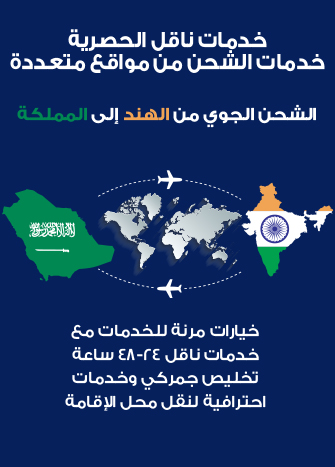 خدمات ناقل الحصرية
خدمات الشحن من مواقع متعددة
الشحن الجوي من الهند إلى المملكة
خيارات مرنة للخدمات مع
خدمات ناقل ٢٤-٤٨ ساعة
تخليص جمركي وخدمات
احترافية لنقل محل الإقامة